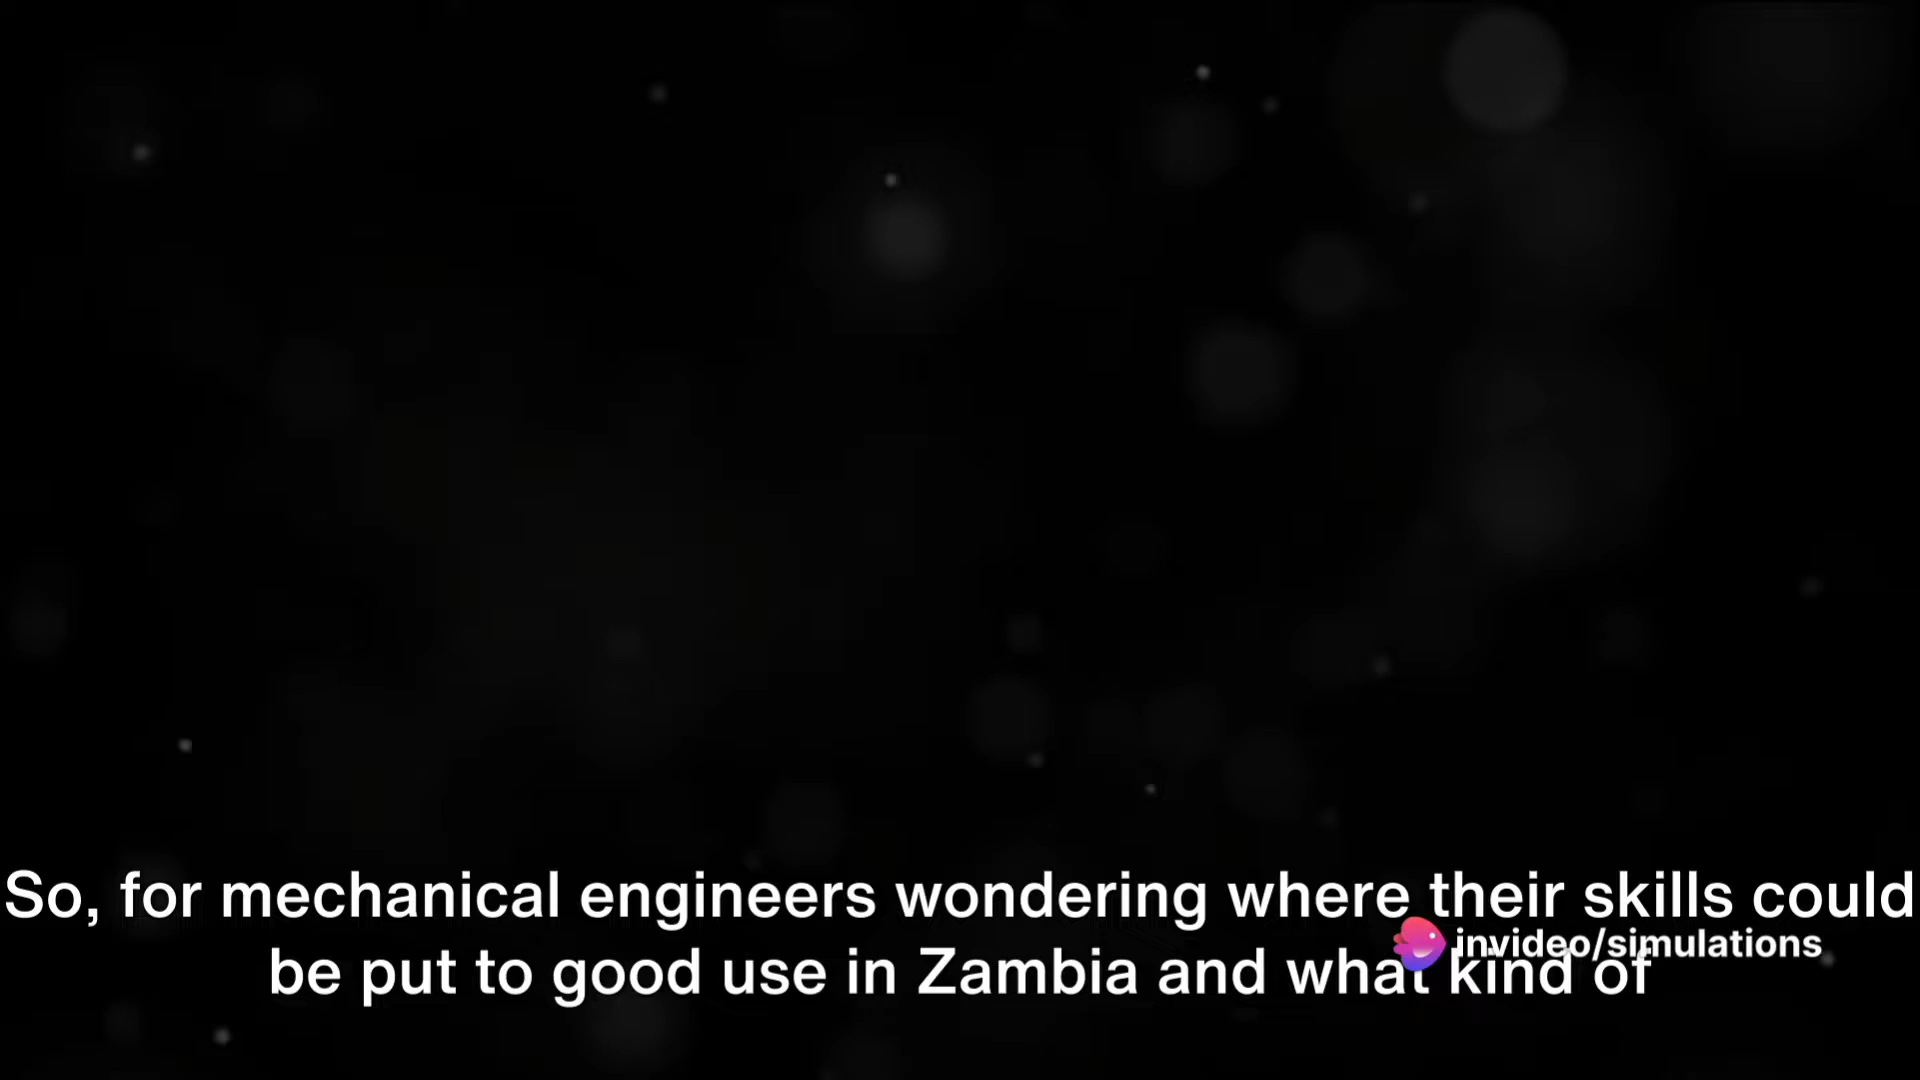 So, for mechanical engineers wondering where their skills could
be put to good use in Zambia and what kind of
invideo/simulations